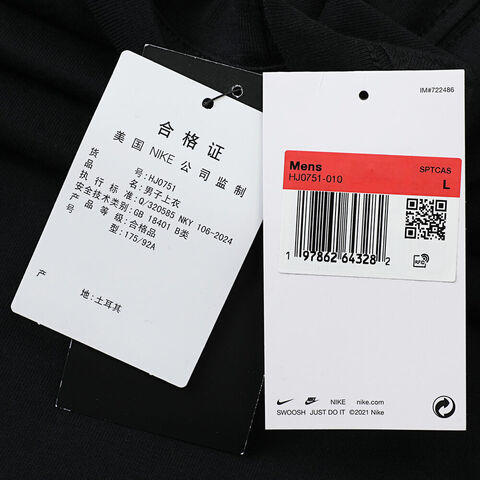 合格证
美国 NIKE 公司监制
货号: HJ0751
品名: 男子上衣
执行标准: Q/320585 NKY 106-2024
安全技术类别: GB 18401 B类
产品等级: 合格品
型: 175/92A
产地: 土耳其
IM#722486
Mens
SPTCAS
HJ0751-010
L
1 97862 64328 2
RFID
NIKE nike.com
SWOOSH JUST DO IT ©2021 Nike